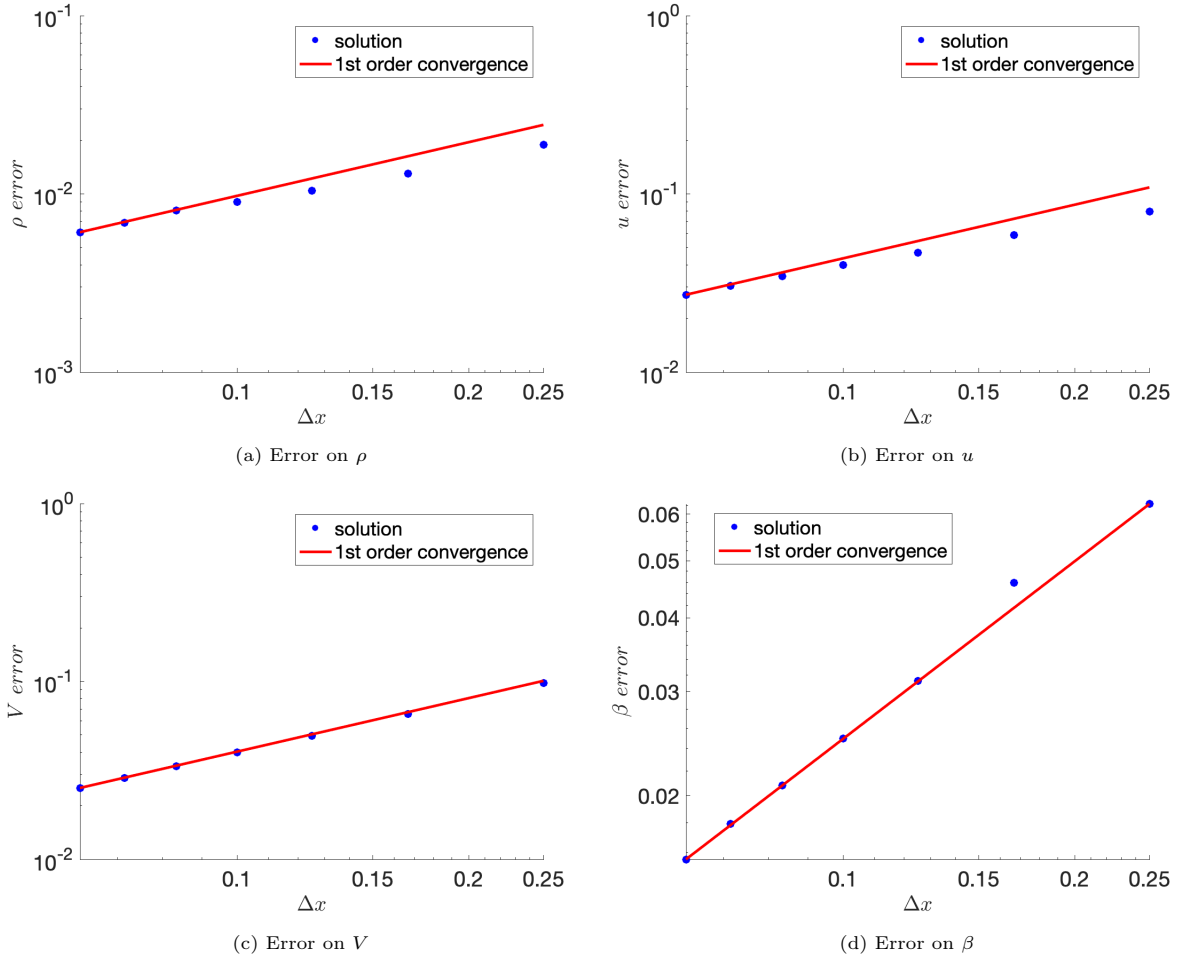 10^-1
solution
1st order convergence
10^-2
10^-3
ρ error
0.1
0.15
0.2
0.25
Δx
(a) Error on ρ
10^0
solution
1st order convergence
10^-1
10^-2
u error
0.1
0.15
0.2
0.25
Δx
(b) Error on u
10^0
solution
1st order convergence
10^-1
10^-2
V error
0.1
0.15
0.2
0.25
Δx
(c) Error on V
0.06
solution
1st order convergence
0.05
0.04
0.03
0.02
β error
0.1
0.15
0.2
0.25
Δx
(d) Error on β